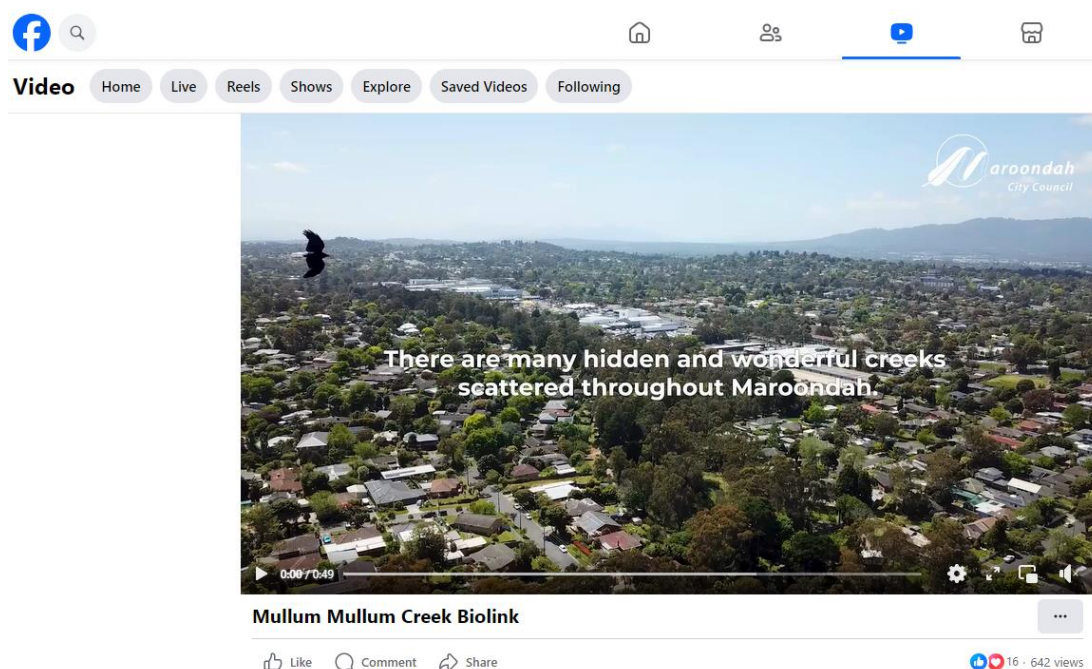 Video Home Live Reels Shows Explore Saved Videos Following
Maroondah
City Council
There are many hidden and wonderful creeks
scattered throughout Maroondah.
0:00 / 0:49
Mullum Mullum Creek Biolink
Like Comment Share 16 · 642 views